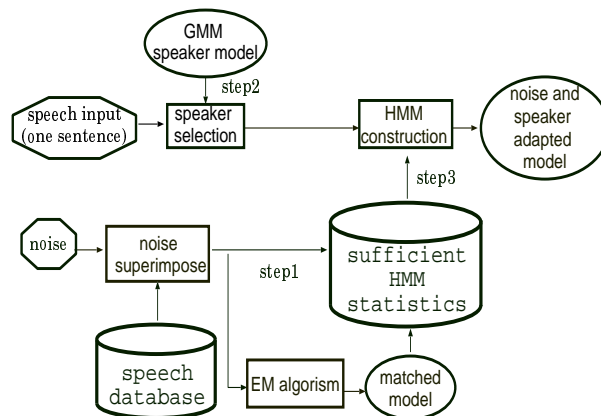 GMM
speaker model
step2
speech input
(one sentence)
speaker
selection
HMM
construction
noise and
speaker
adapted
model
step3
noise
noise
superimpose
step1
sufficient
HMM
statistics
speech
database
EM algorism
matched
model